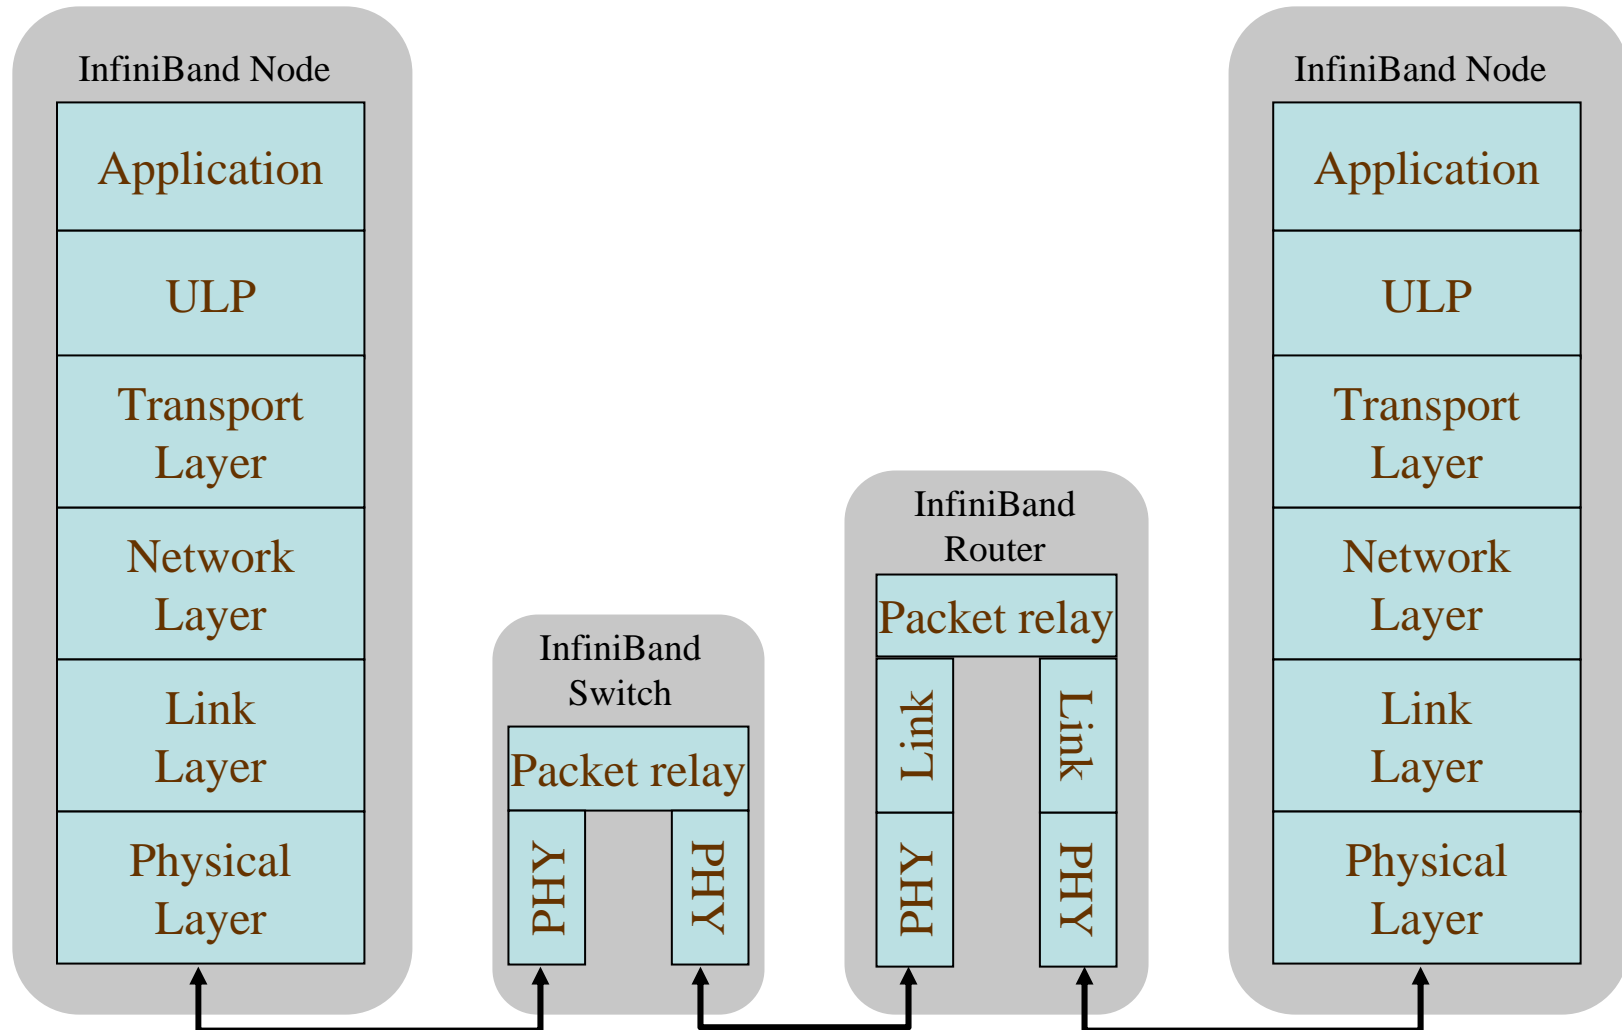 InfiniBand Node
Application
ULP
Transport
Layer
Network
Layer
Link
Layer
Physical
Layer
InfiniBand
Switch
Packet relay
PHY
PHY
InfiniBand
Router
Packet relay
Link
Link
PHY
PHY
InfiniBand Node
Application
ULP
Transport
Layer
Network
Layer
Link
Layer
Physical
Layer